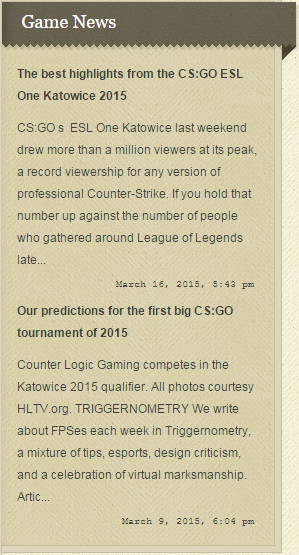 Game News
The best highlights from the CS:GO ESL
One Katowice 2015
CS:GO s ESL One Katowice last weekend
drew more than a million viewers at its peak,
a record viewership for any version of
professional Counter-Strike. If you hold that
number up against the number of people
who gathered around League of Legends
late...
March 16, 2015, 5:43 pm
Our predictions for the first big CS:GO
tournament of 2015
Counter Logic Gaming competes in the
Katowice 2015 qualifier. All photos courtesy
HLTV.org. TRIGGERNOMETRY We write
about FPSes each week in Triggernometry,
a mixture of tips, esports, design criticism,
and a celebration of virtual marksmanship.
Artic...
March 9, 2015, 6:04 pm